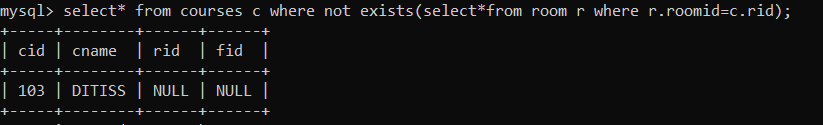 mysql> select* from courses c where not exists(select*from room r where r.roomid=c.rid);
+-----+--------+------+------+
| cid | cname  | rid  | fid  |
+-----+--------+------+------+
| 103 | DITISS | NULL | NULL |
+-----+--------+------+------+